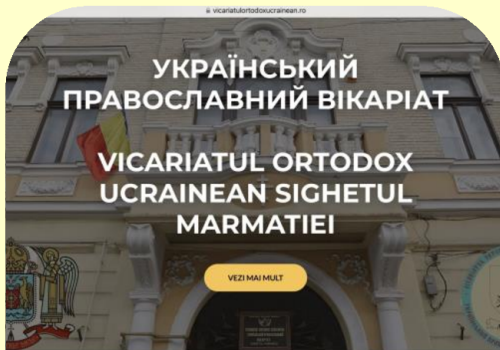 vicariatulortodoxucrainean.ro
УКРАЇНСЬКИЙ
ПРАВОСЛАВНИЙ ВІКАРІАТ
VICARIATUL ORTODOX
UCRAINEAN SIGHETUL
MARMATIEI
VEZI MAI MULT